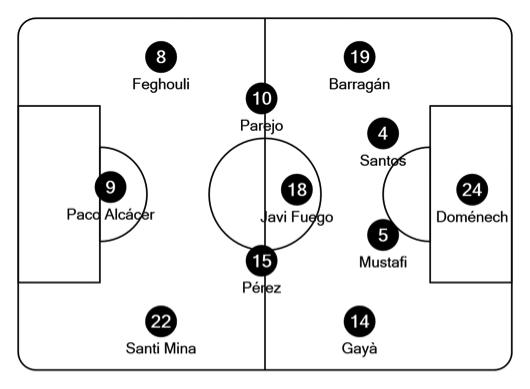 8
Feghouli
19
Barragán
10
Parejo
4
Santos
9
Paco Alcácer
18
Javi Fuego
24
Doménech
5
Mustafi
15
Pérez
22
Santi Mina
14
Gayà